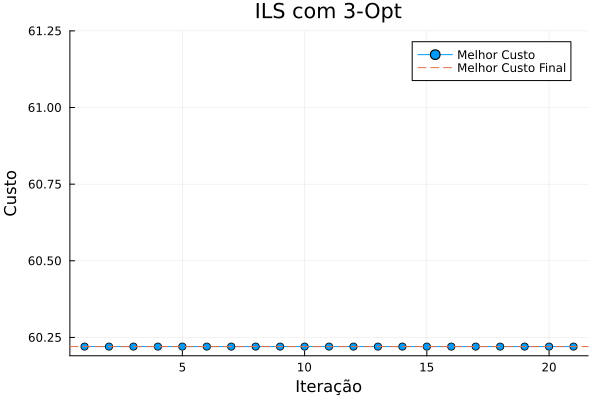 ILS com 3-Opt
61.25
61.00
60.75
60.50
60.25
Custo
Melhor Custo
Melhor Custo Final
5
10
15
20
Iteração